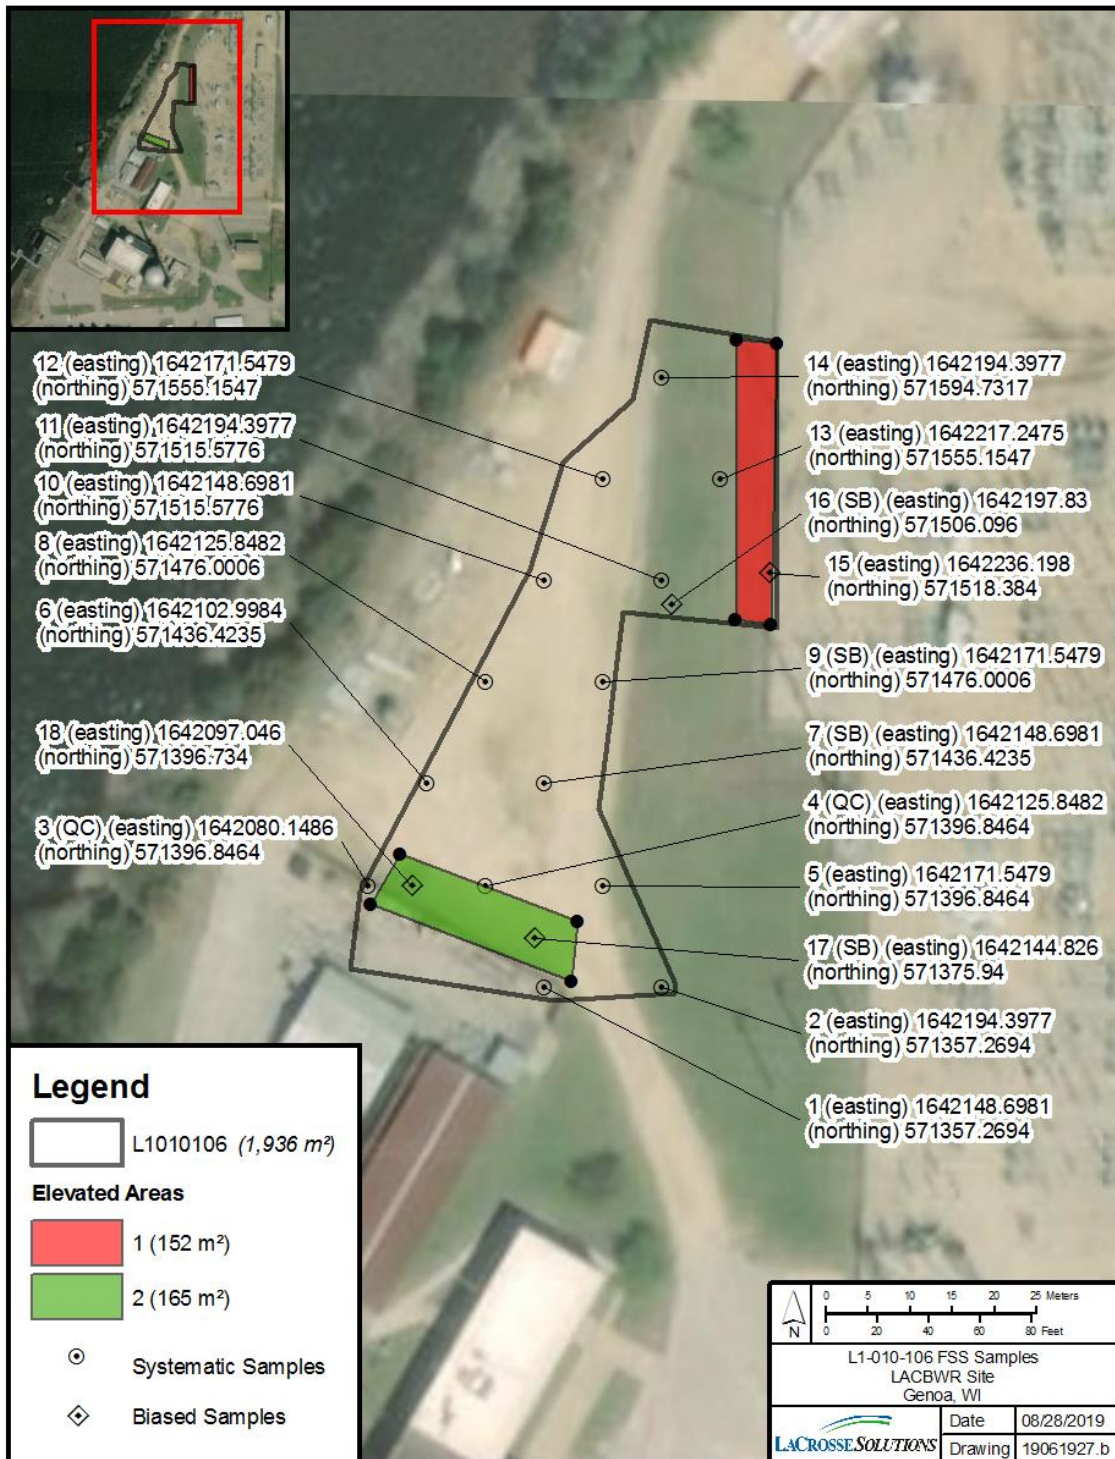 12 (easting) 1642171.5479
(northing) 571555.1547
11 (easting) 1642194.3977
(northing) 571515.5776
10 (easting) 1642148.6981
(northing) 571515.5776
8 (easting) 1642125.8482
(northing) 571476.0006
6 (easting) 1642102.9984
(northing) 571436.4235
18 (easting) 1642097.046
(northing) 571396.734
3 (QC) (easting) 1642080.1486
(northing) 571396.8464
14 (easting) 1642194.3977
(northing) 571594.7317
13 (easting) 1642217.2475
(northing) 571555.1547
16 (SB) (easting) 1642197.83
(northing) 571506.096
15 (easting) 1642236.198
(northing) 571518.384
9 (SB) (easting) 1642171.5479
(northing) 571476.0006
7 (SB) (easting) 1642148.6981
(northing) 571436.4235
4 (QC) (easting) 1642125.8482
(northing) 571396.8464
5 (easting) 1642171.5479
(northing) 571396.8464
17 (SB) (easting) 1642144.826
(northing) 571375.94
2 (easting) 1642194.3977
(northing) 571357.2694
1 (easting) 1642148.6981
(northing) 571357.2694
Legend
L1010106 (1,936 m²)
Elevated Areas
1 (152 m²)
2 (165 m²)
Systematic Samples
Biased Samples
N
0 5 10 15 20 25 Meters
0 20 40 60 80 Feet
L1-010-106 FSS Samples
LACBWR Site
Genoa, WI
LACROSSE SOLUTIONS
Date 08/28/2019
Drawing 19061927.b